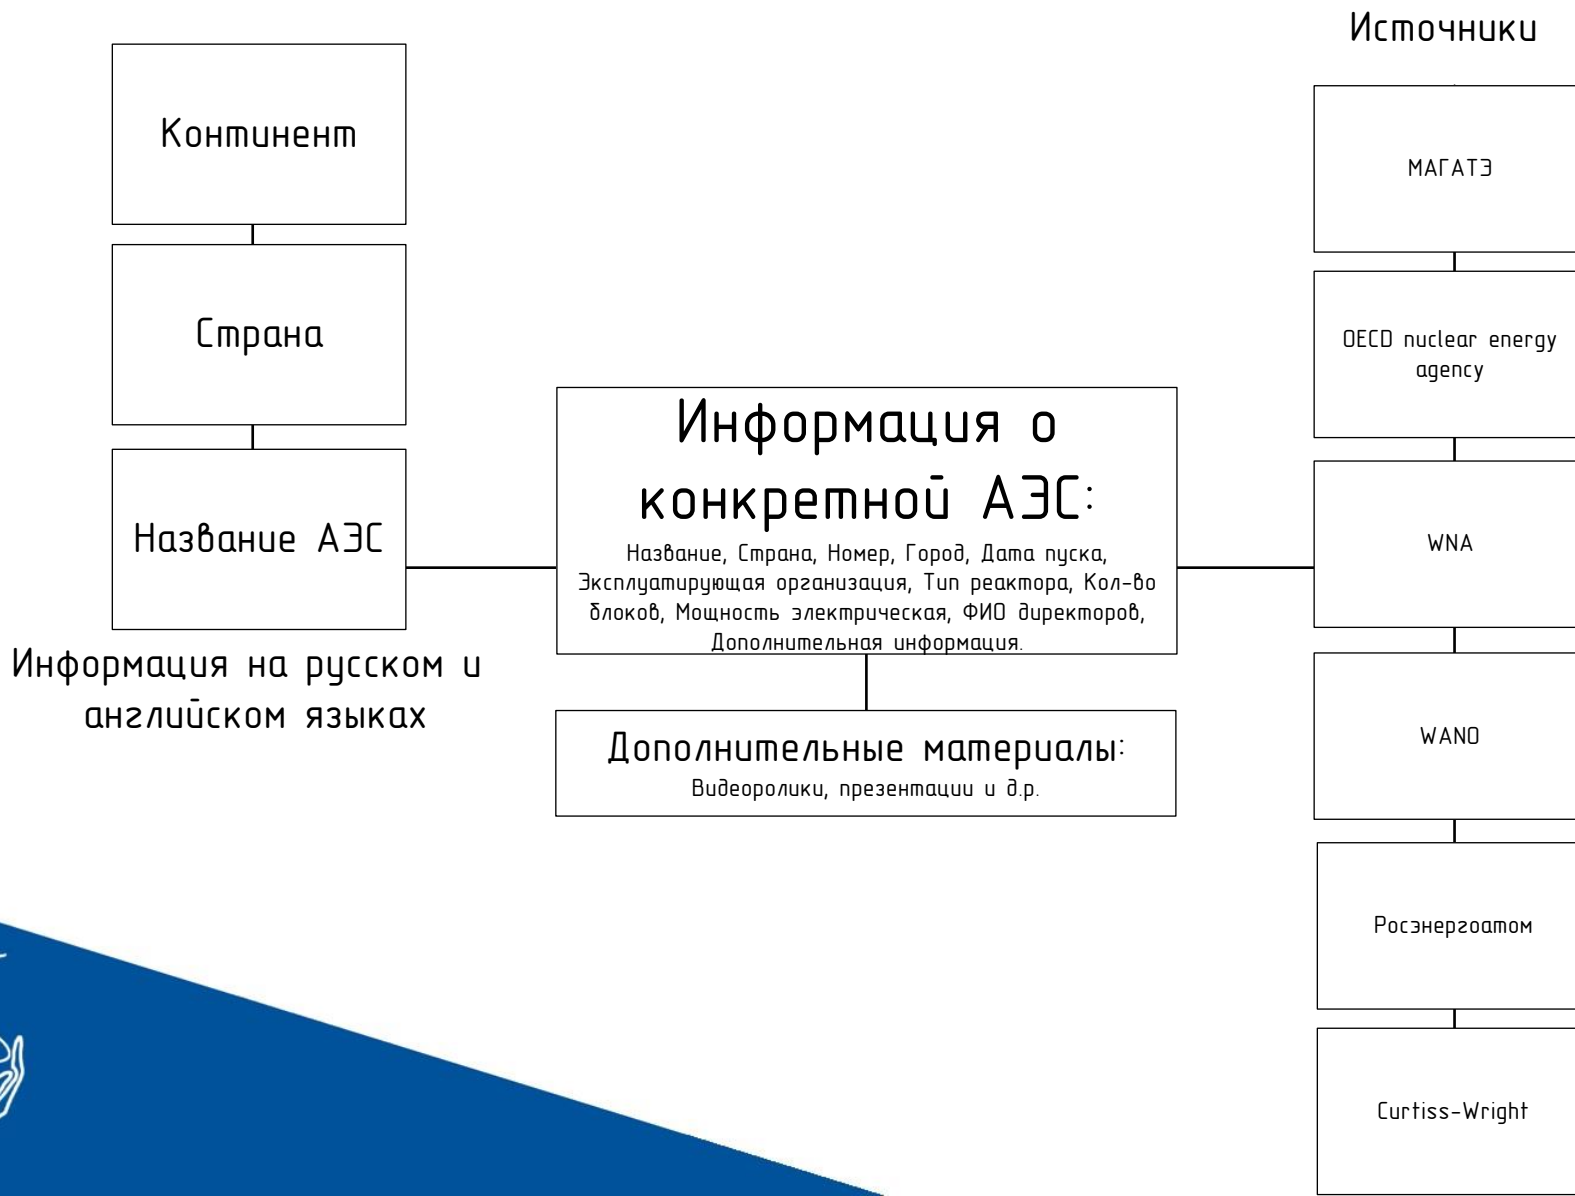 Континент
Страна
Название АЭС
Информация на русском и
английском языках
Информация о
конкретной АЭС:
Название, Страна, Номер, Город, Дата пуска,
Эксплуатирующая организация, Тип реактора, Кол-во
блоков, Мощность электрическая, ФИО директоров,
Дополнительная информация.
Дополнительные материалы:
Видеоролики, презентации и д.р.
Источники
МАГАТЭ
OECD nuclear energy
agency
WNA
WANO
Росэнергоатом
Curtiss-Wright